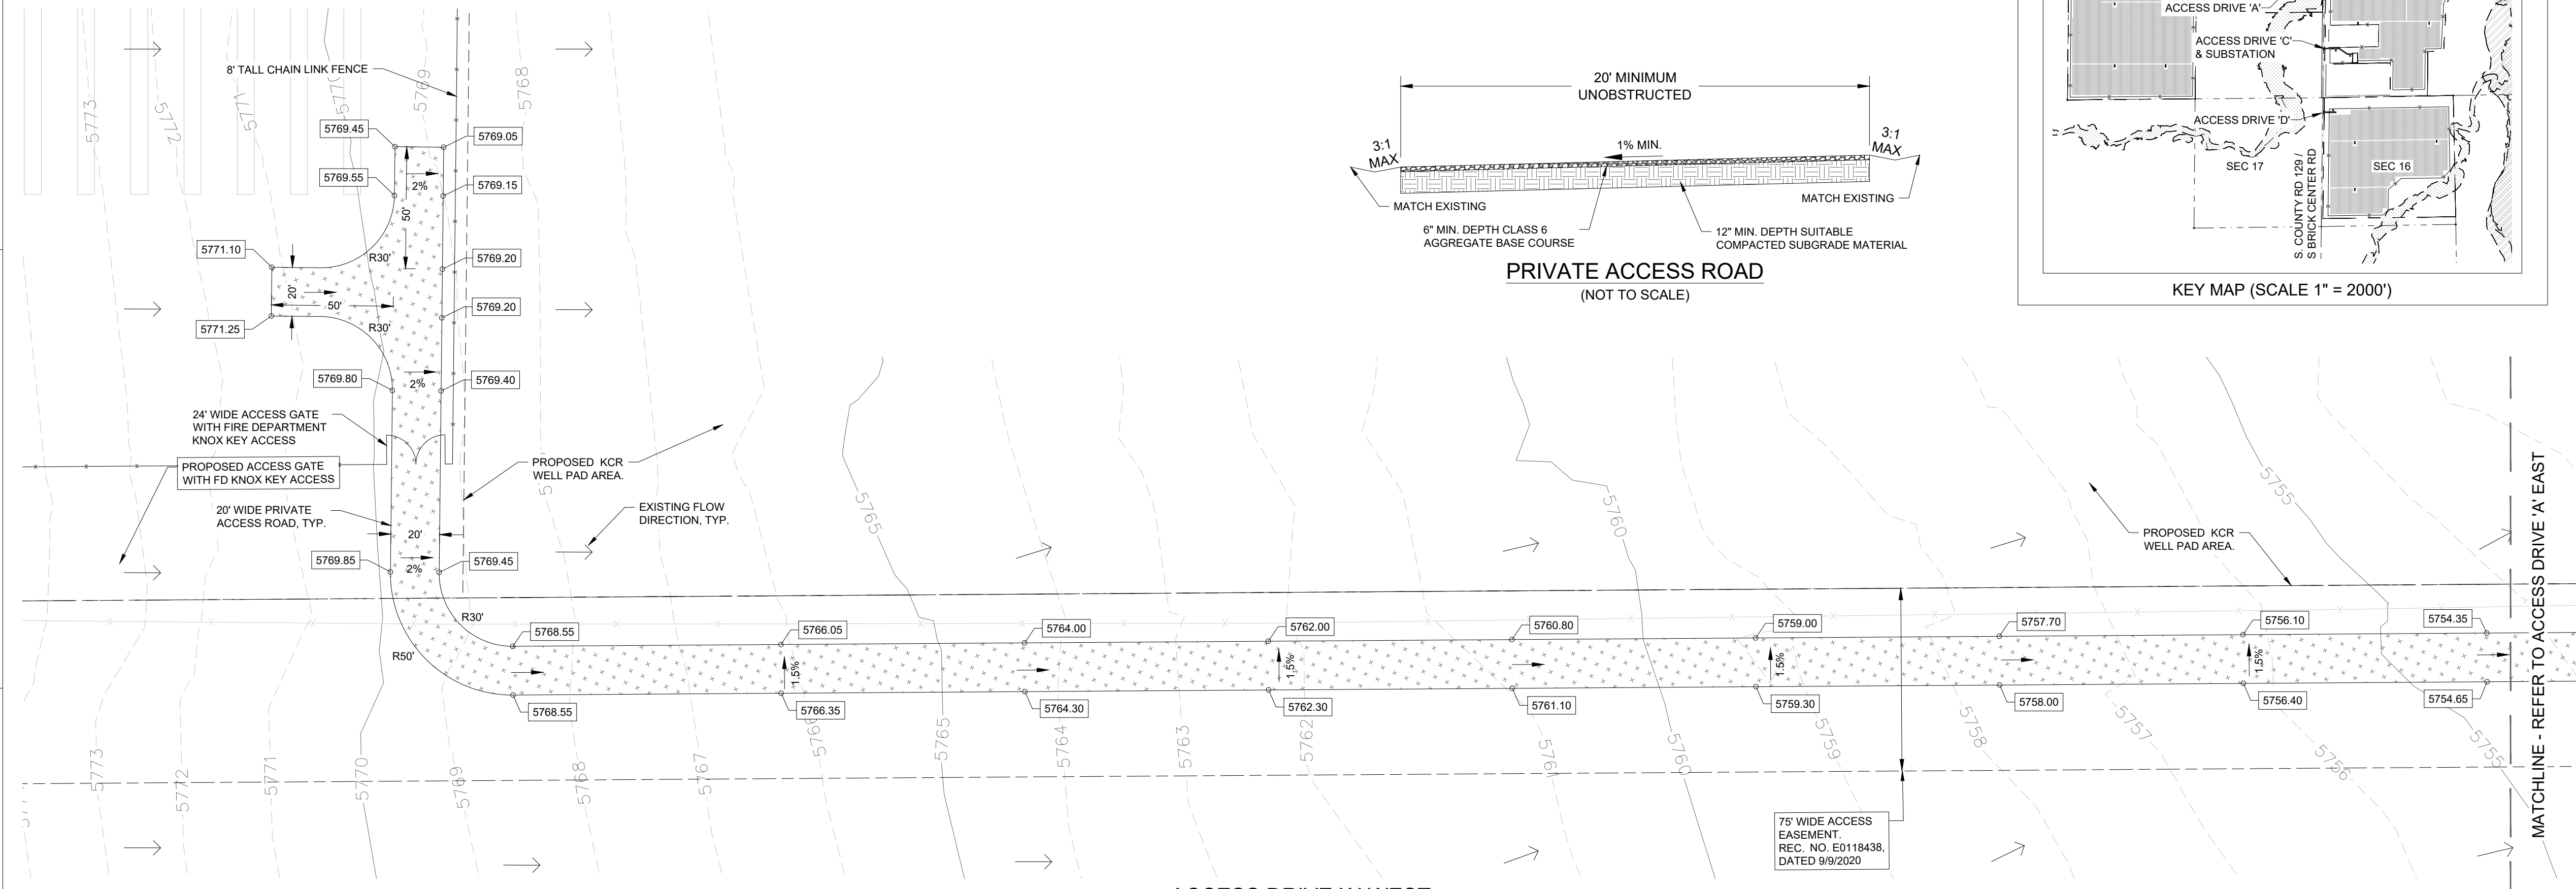 8' TALL CHAIN LINK FENCE
5773
5772
5771
5770
5769
5768
5769.45
5769.05
5769.55
5769.15
2%
50'
5771.10
R30'
5769.20
20'
50'
5769.20
5771.25
R30'
5769.80
2%
5769.40
24' WIDE ACCESS GATE
WITH FIRE DEPARTMENT
KNOX KEY ACCESS
PROPOSED ACCESS GATE
WITH FD KNOX KEY ACCESS
PROPOSED KCR
WELL PAD AREA.
20' WIDE PRIVATE
ACCESS ROAD, TYP.
EXISTING FLOW
DIRECTION, TYP.
20'
5769.85
2%
5769.45
R30'
R50'
20' MINIMUM
UNOBSTRUCTED
3:1
MAX
1% MIN.
3:1
MAX
MATCH EXISTING
MATCH EXISTING
6" MIN. DEPTH CLASS 6
AGGREGATE BASE COURSE
12" MIN. DEPTH SUITABLE
COMPACTED SUBGRADE MATERIAL
PRIVATE ACCESS ROAD
(NOT TO SCALE)
ACCESS DRIVE 'A'
ACCESS DRIVE 'C'
& SUBSTATION
ACCESS DRIVE 'D'
SEC 17
SEC 16
S. COUNTY RD 129 /
S BRICK CENTER RD
KEY MAP (SCALE 1" = 2000')
5765
5760
5755
PROPOSED KCR
WELL PAD AREA.
5768.55
5766.05
5764.00
5762.00
5760.80
5759.00
5757.70
5756.10
5754.35
1.5%
1.5%
1.5%
1.5%
5768.55
5766.35
5764.30
5762.30
5761.10
5759.30
5758.00
5756.40
5754.65
5773
5772
5771
5770
5769
5768
5767
5766
5765
5764
5763
5762
5761
5760
5759
5758
5757
5756
5755
75' WIDE ACCESS
EASEMENT.
REC. NO. E0118438,
DATED 9/9/2020
MATCHLINE - REFER TO ACCESS DRIVE 'A' EAST